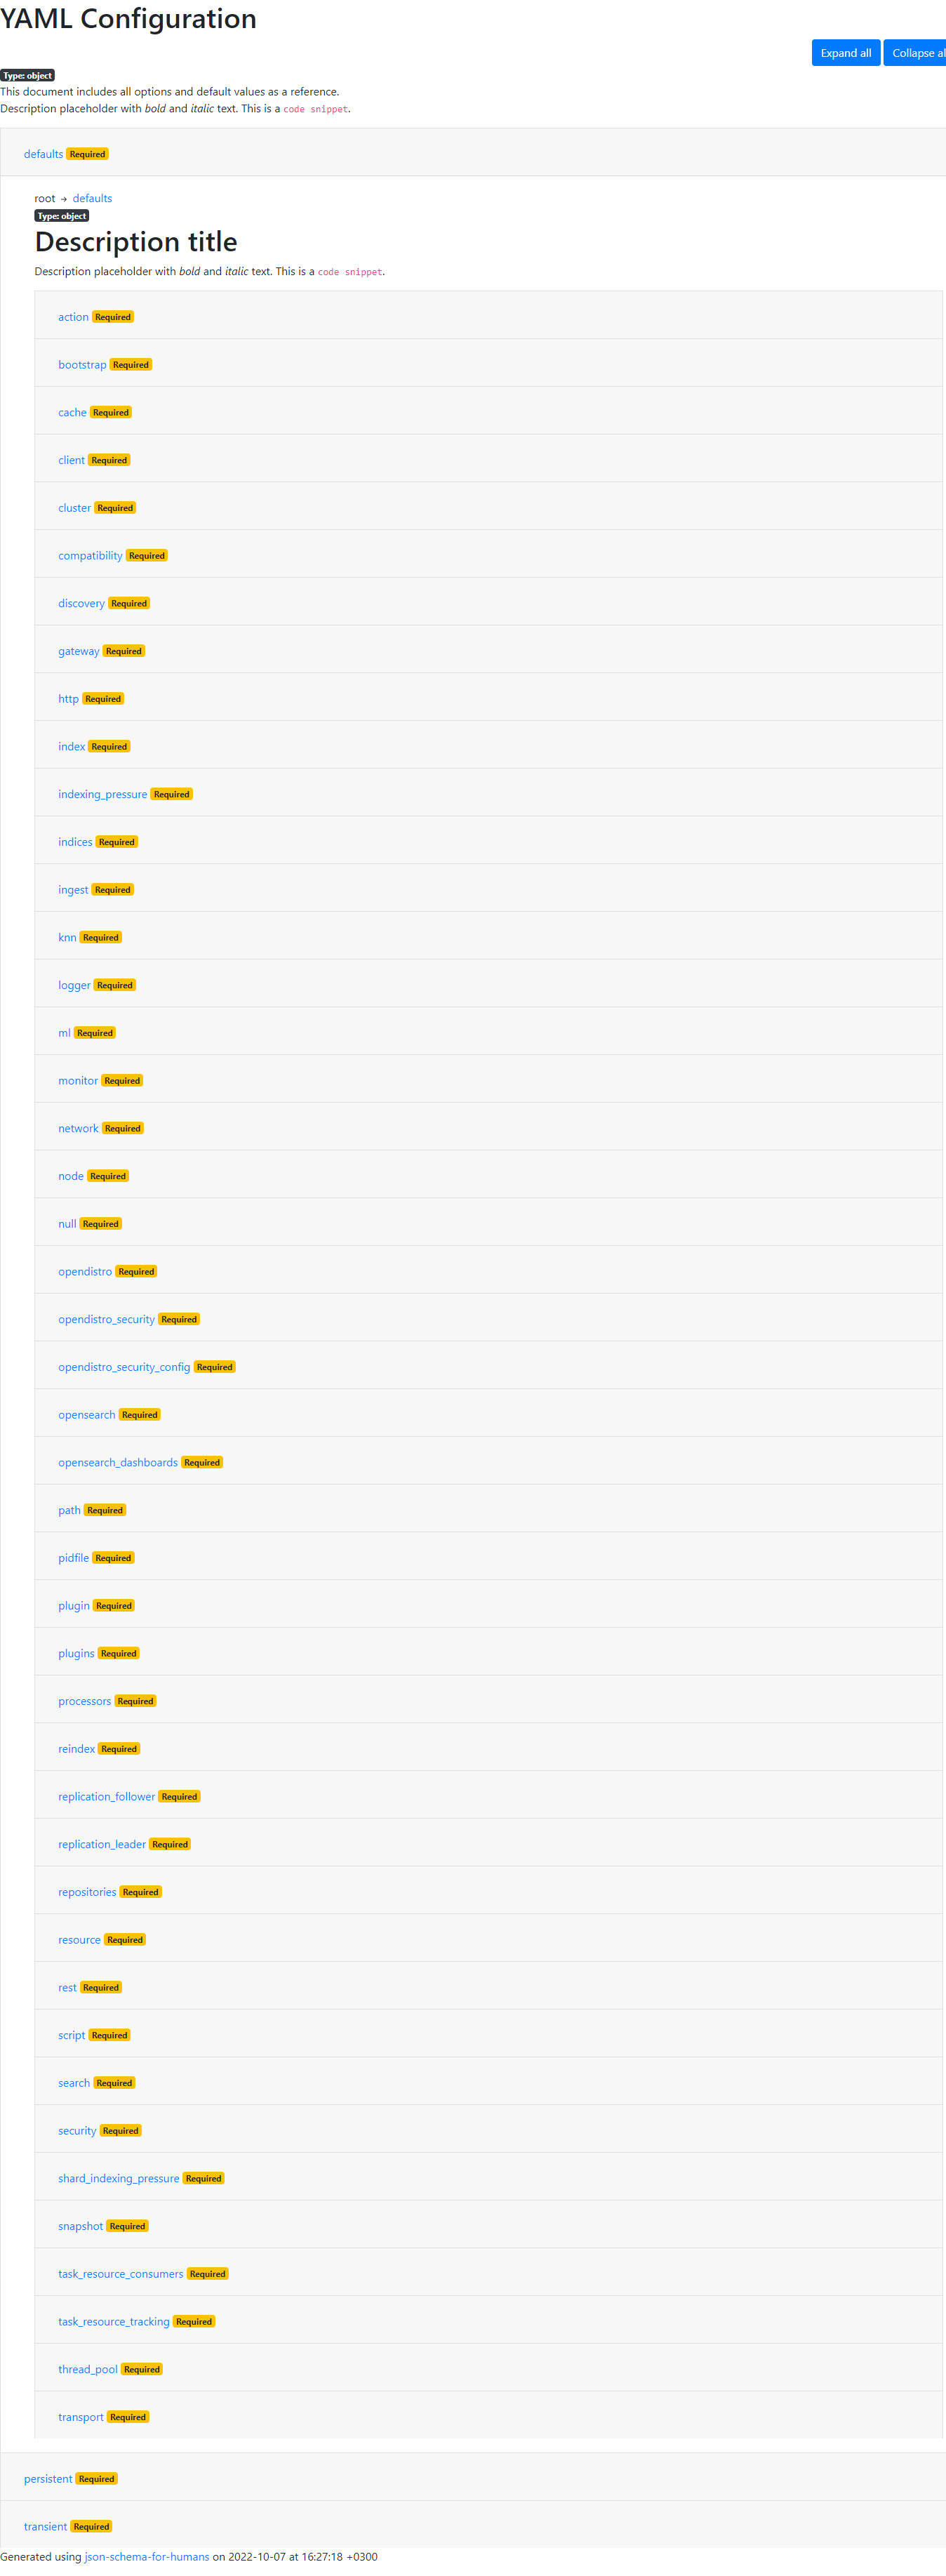 YAML Configuration
Expand all Collapse al
Type: object
This document includes all options and default values as a reference.
Description placeholder with bold and italic text. This is a code snippet.
defaults Required
root → defaults
Type: object
Description title
Description placeholder with bold and italic text. This is a code snippet.
action Required
bootstrap Required
cache Required
client Required
cluster Required
compatibility Required
discovery Required
gateway Required
http Required
index Required
indexing_pressure Required
indices Required
ingest Required
knn Required
logger Required
ml Required
monitor Required
network Required
node Required
null Required
opendistro Required
opendistro_security Required
opendistro_security_config Required
opensearch Required
opensearch_dashboards Required
path Required
pidfile Required
plugin Required
plugins Required
processors Required
reindex Required
replication_follower Required
replication_leader Required
repositories Required
resource Required
rest Required
script Required
search Required
security Required
shard_indexing_pressure Required
snapshot Required
task_resource_consumers Required
task_resource_tracking Required
thread_pool Required
transport Required
persistent Required
transient Required
Generated using json-schema-for-humans on 2022-10-07 at 16:27:18 +0300